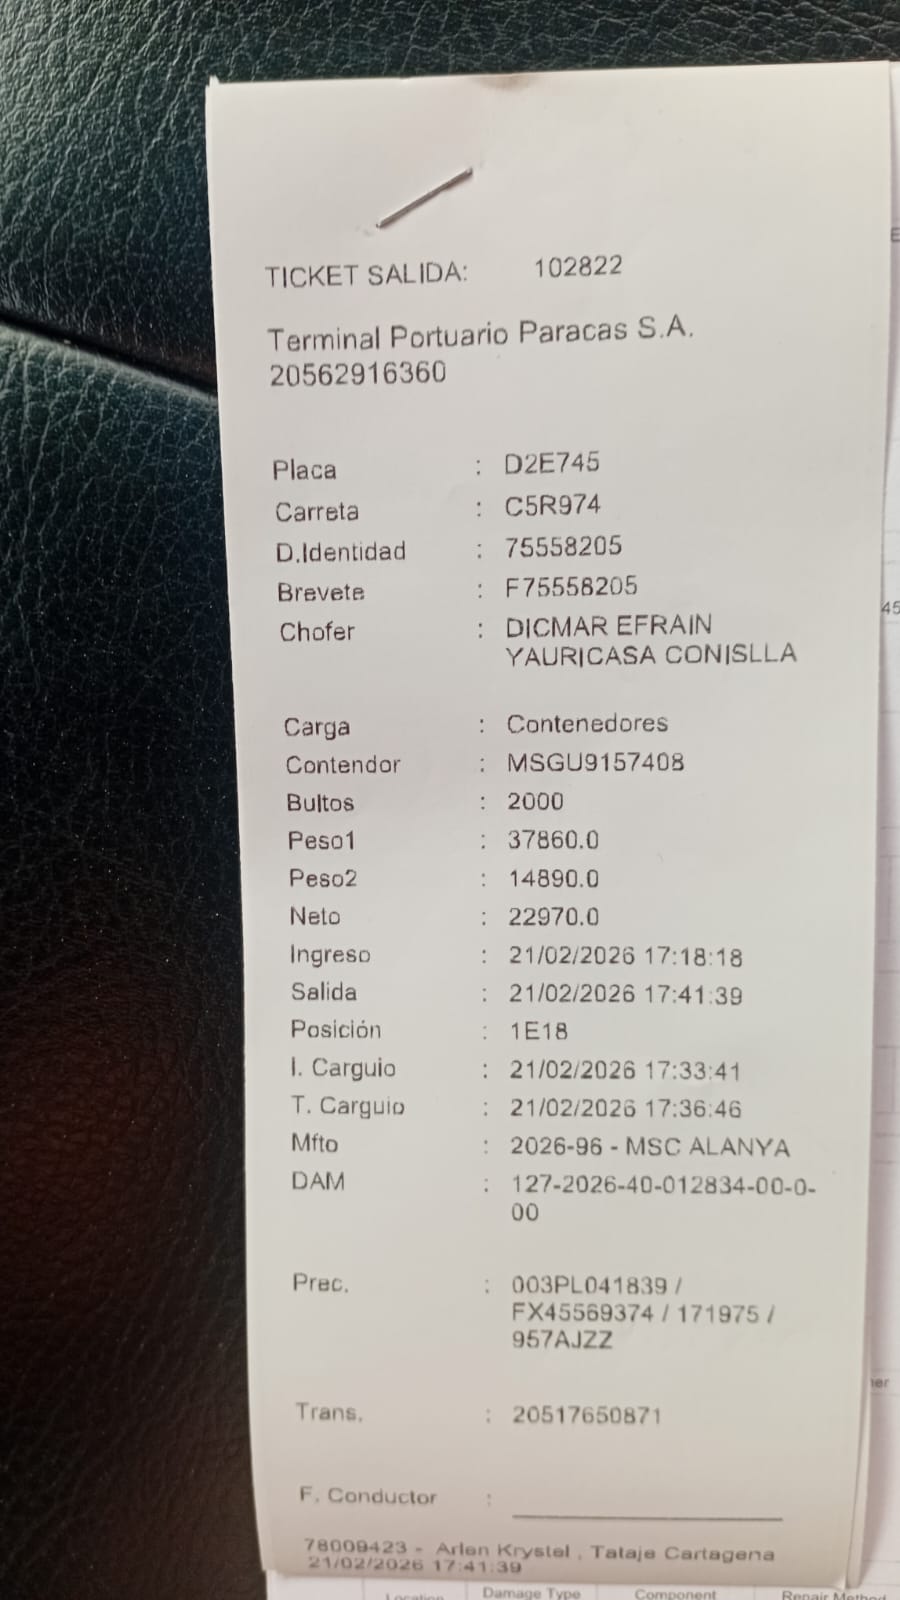 TICKET SALIDA: 102822
Terminal Portuario Paracas S.A.
20562916360
Placa : D2E745
Carreta : C5R974
D.Identidad : 75558205
Brevete : F75558205
Chofer : DICMAR EFRAIN
YAURICASA CONISLLA
Carga : Contenedores
Contendor : MSGU9157408
Bultos : 2000
Peso1 : 37860.0
Peso2 : 14890.0
Neto : 22970.0
Ingreso : 21/02/2026 17:18:18
Salida : 21/02/2026 17:41:39
Posición : 1E18
I. Carguio : 21/02/2026 17:33:41
T. Carguio : 21/02/2026 17:36:46
Mfto : 2026-96 - MSC ALANYA
DAM : 127-2026-40-012834-00-0-
00
Prec. : 003PL041839 /
FX45569374 / 171975 /
957AJZZ
Trans. : 20517650871
F. Conductor :
78009423 - Arlen Krystel , Tataje Cartagena
21/02/2026 17:41:39
Location Damage Type Component Repair Method
45